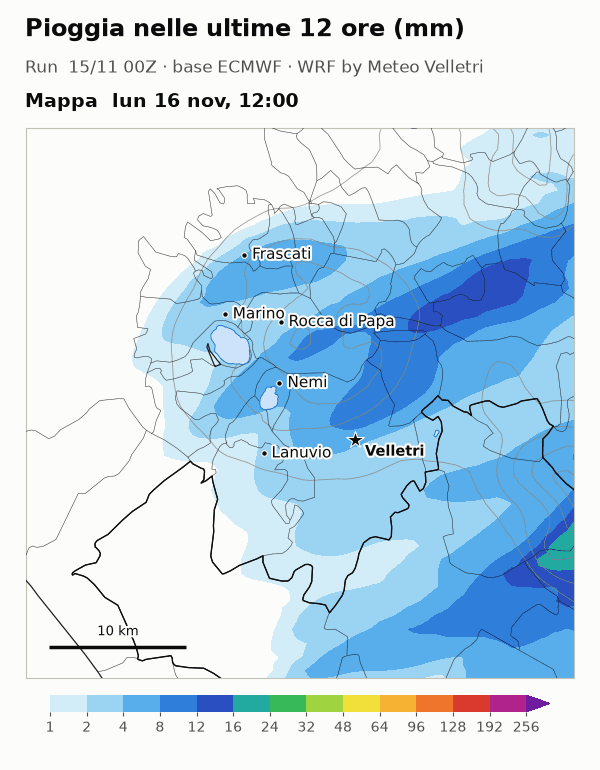 Pioggia nelle ultime 12 ore (mm)
Run  15/11 00Z · base ECMWF · WRF by Meteo Velletri
Mappa  lun 16 nov, 12:00
Frascati
Marino
Rocca di Papa
Nemi
Velletri
Lanuvio
10 km
1 2 4 8 12 16 24 32 48 64 96 128 192 256